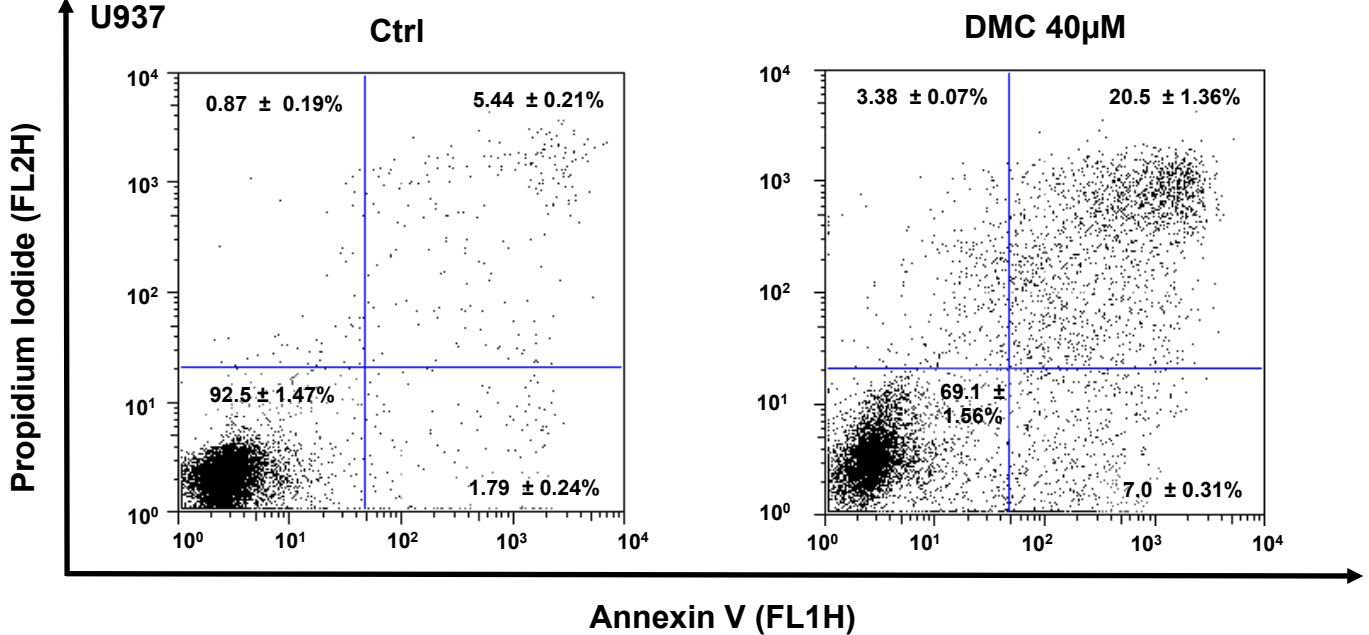 U937
Ctrl
DMC 40µM
Propidium Iodide (FL2H)
10⁴
10³
10²
10¹
10⁰
0.87 ± 0.19%
5.44 ± 0.21%
92.5 ± 1.47%
1.79 ± 0.24%
10⁰ 10¹ 10² 10³ 10⁴
10⁴
10³
10²
10¹
10⁰
3.38 ± 0.07%
20.5 ± 1.36%
69.1 ±
1.56%
7.0 ± 0.31%
10⁰ 10¹ 10² 10³ 10⁴
Annexin V (FL1H)